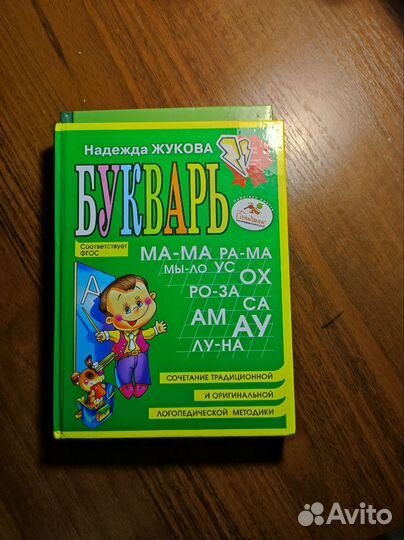 Надежда ЖУКОВА
БУКВАРЬ
Соответствует
ФГОС
МА-МА РА-МА
МЫ-ЛО УС ОХ
РО-ЗА СА
АМ АУ
ЛУ-НА
А
СОЧЕТАНИЕ ТРАДИЦИОННОЙ
И ОРИГИНАЛЬНОЙ
ЛОГОПЕДИЧЕСКОЙ МЕТОДИКИ
Avito